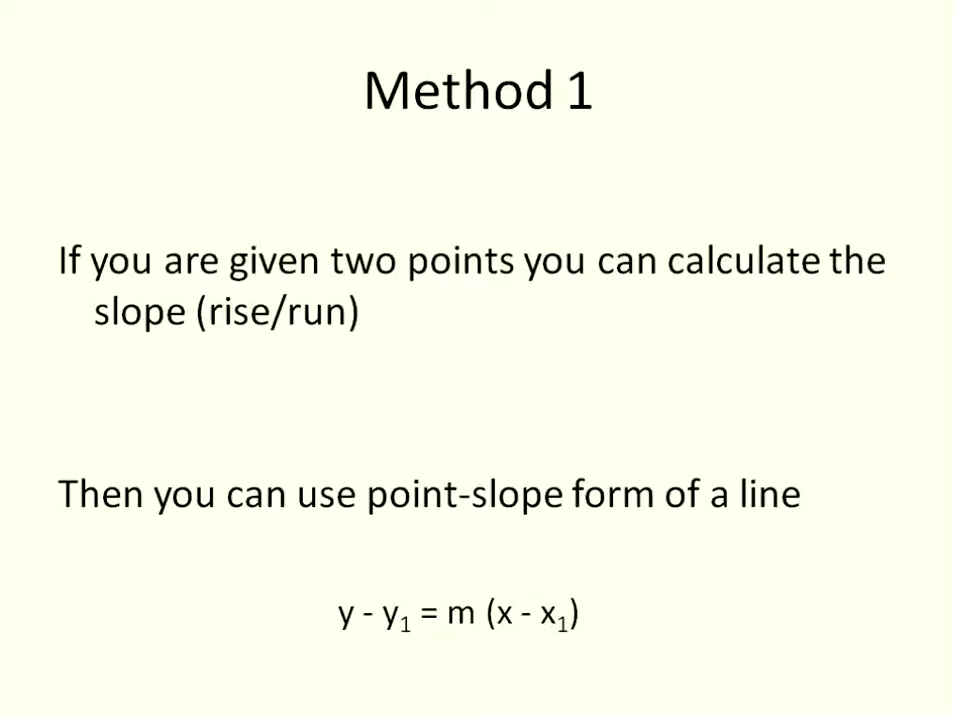 Method 1
If you are given two points you can calculate the
slope (rise/run)
Then you can use point-slope form of a line
y - y₁ = m (x - x₁)